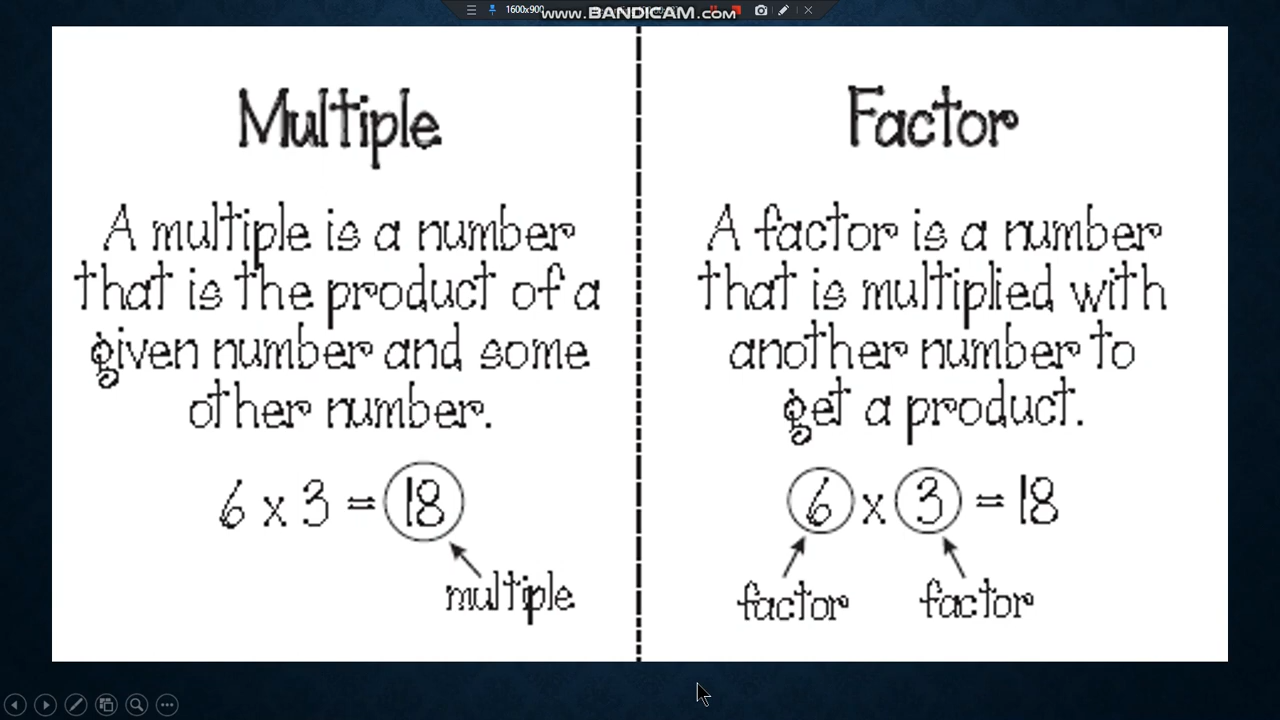 1600x900
www.BANDICAM.com
Multiple
A multiple is a number
that is the product of a
given number and some
other number.
6 x 3 = 18
multiple
Factor
A factor is a number
that is multiplied with
another number to
get a product.
6 x 3 = 18
factor factor